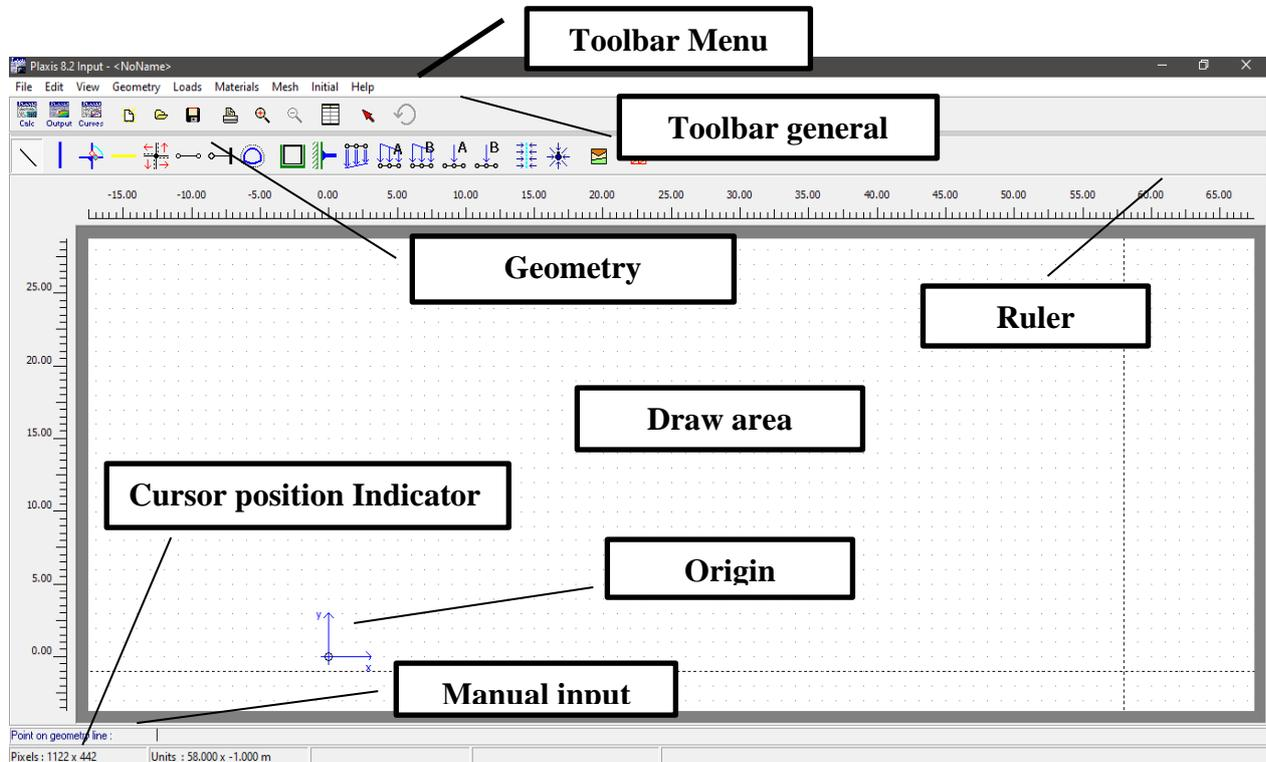 Toolbar Menu
Plaxis 8.2 Input - <NoName>
File Edit View Geometry Loads Materials Mesh Initial Help
Toolbar general
Calc Output Curves
A B A B
-15.00 -10.00 -5.00 0.00 5.00 10.00 15.00 20.00 25.00 30.00 35.00 40.00 45.00 50.00 55.00 60.00 65.00
Geometry
25.00
Ruler
20.00
Draw area
15.00
Cursor position Indicator
10.00
Origin
5.00
y
0.00
x
Manual input
Point on geometry line :
Pixels : 1122 x 442 Units : 58.000 x -1.000 m